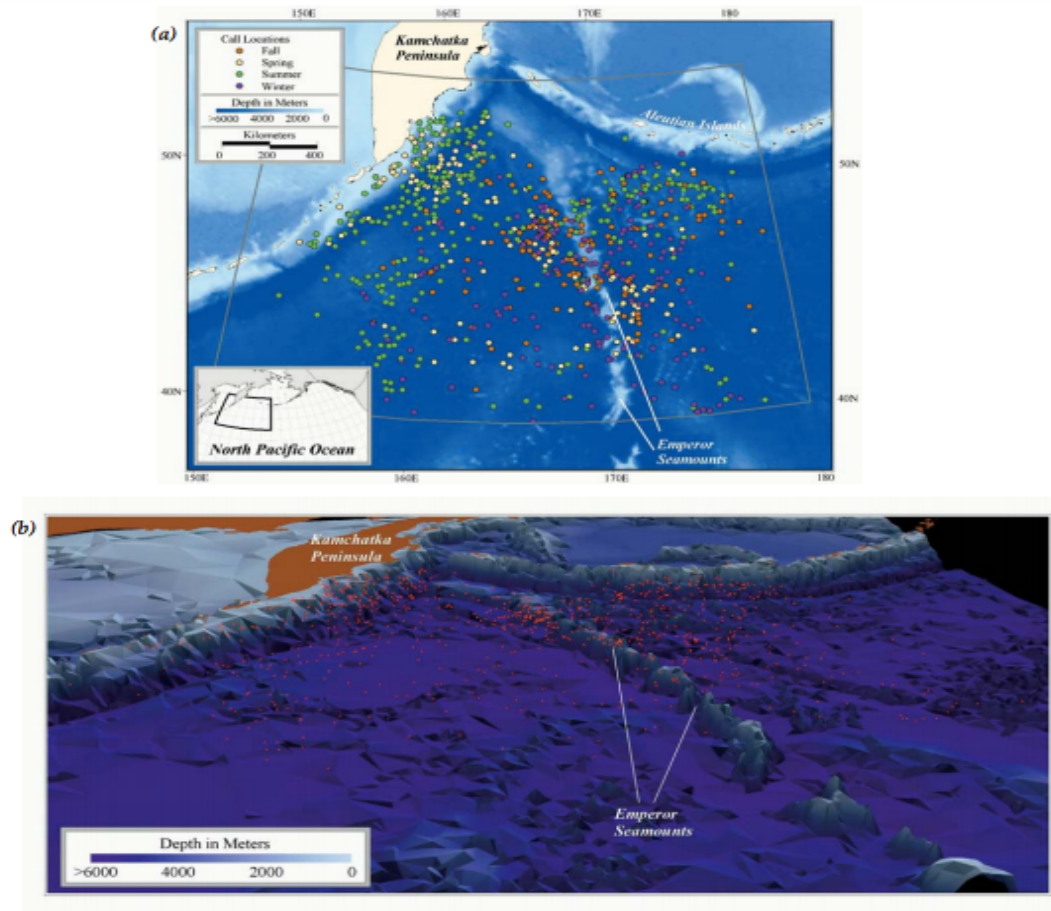 (a)
150E 160E 170E 180
Call Locations
Fall
Spring
Summer
Winter
Depth in Meters
>6000 4000 2000 0
Kilometers
0 200 400
Kamchatka
Peninsula
Aleutian Islands
50N 50N
40N 40N
North Pacific Ocean
Emperor
Seamounts
150E 160E 170E 180
(b)
Kamchatka
Peninsula
Emperor
Seamounts
Depth in Meters
>6000 4000 2000 0